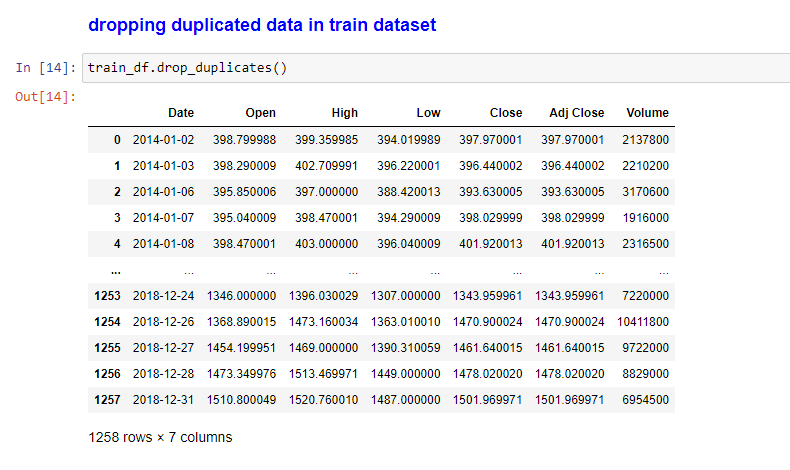 dropping duplicated data in train dataset
In [14]: train_df.drop_duplicates()
Out[14]:
Date Open High Low Close Adj Close Volume
0 2014-01-02 398.799988 399.359985 394.019989 397.970001 397.970001 2137800
1 2014-01-03 398.290009 402.709991 396.220001 396.440002 396.440002 2210200
2 2014-01-06 395.850006 397.000000 388.420013 393.630005 393.630005 3170600
3 2014-01-07 395.040009 398.470001 394.290009 398.029999 398.029999 1916000
4 2014-01-08 398.470001 403.000000 396.040009 401.920013 401.920013 2316500
... ... ... ... ... ... ... ...
1253 2018-12-24 1346.000000 1396.030029 1307.000000 1343.959961 1343.959961 7220000
1254 2018-12-26 1368.890015 1473.160034 1363.010010 1470.900024 1470.900024 10411800
1255 2018-12-27 1454.199951 1469.000000 1390.310059 1461.640015 1461.640015 9722000
1256 2018-12-28 1473.349976 1513.469971 1449.000000 1478.020020 1478.020020 8829000
1257 2018-12-31 1510.800049 1520.760010 1487.000000 1501.969971 1501.969971 6954500
1258 rows × 7 columns